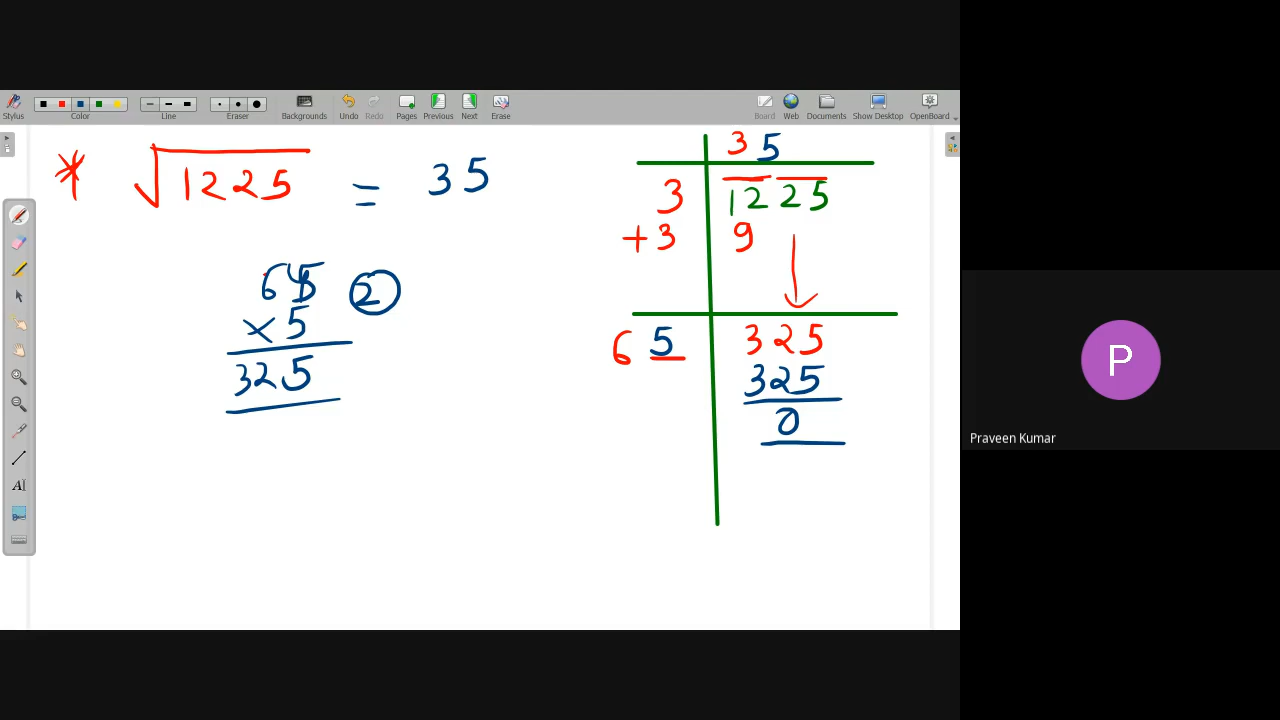 Stylus
Color
Line
Eraser
Backgrounds
Undo
Redo
Pages
Previous
Next
Erase
Board
Web
Documents
Show Desktop
OpenBoard
* √1225 = 35
65 2
× 5
325
35
3 1225
+3 9
65 325
325
0
P
Praveen Kumar